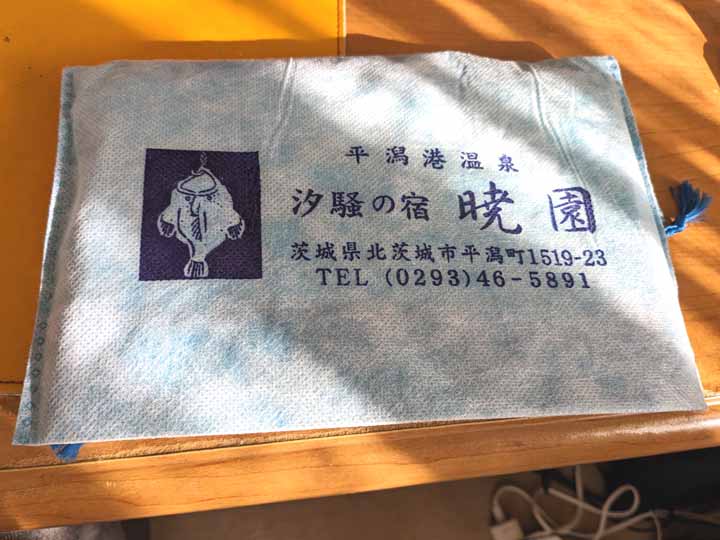 平潟港温泉
汐騒の宿 暁園
茨城県北茨城市平潟町1519-23
TEL (0293)46-5891